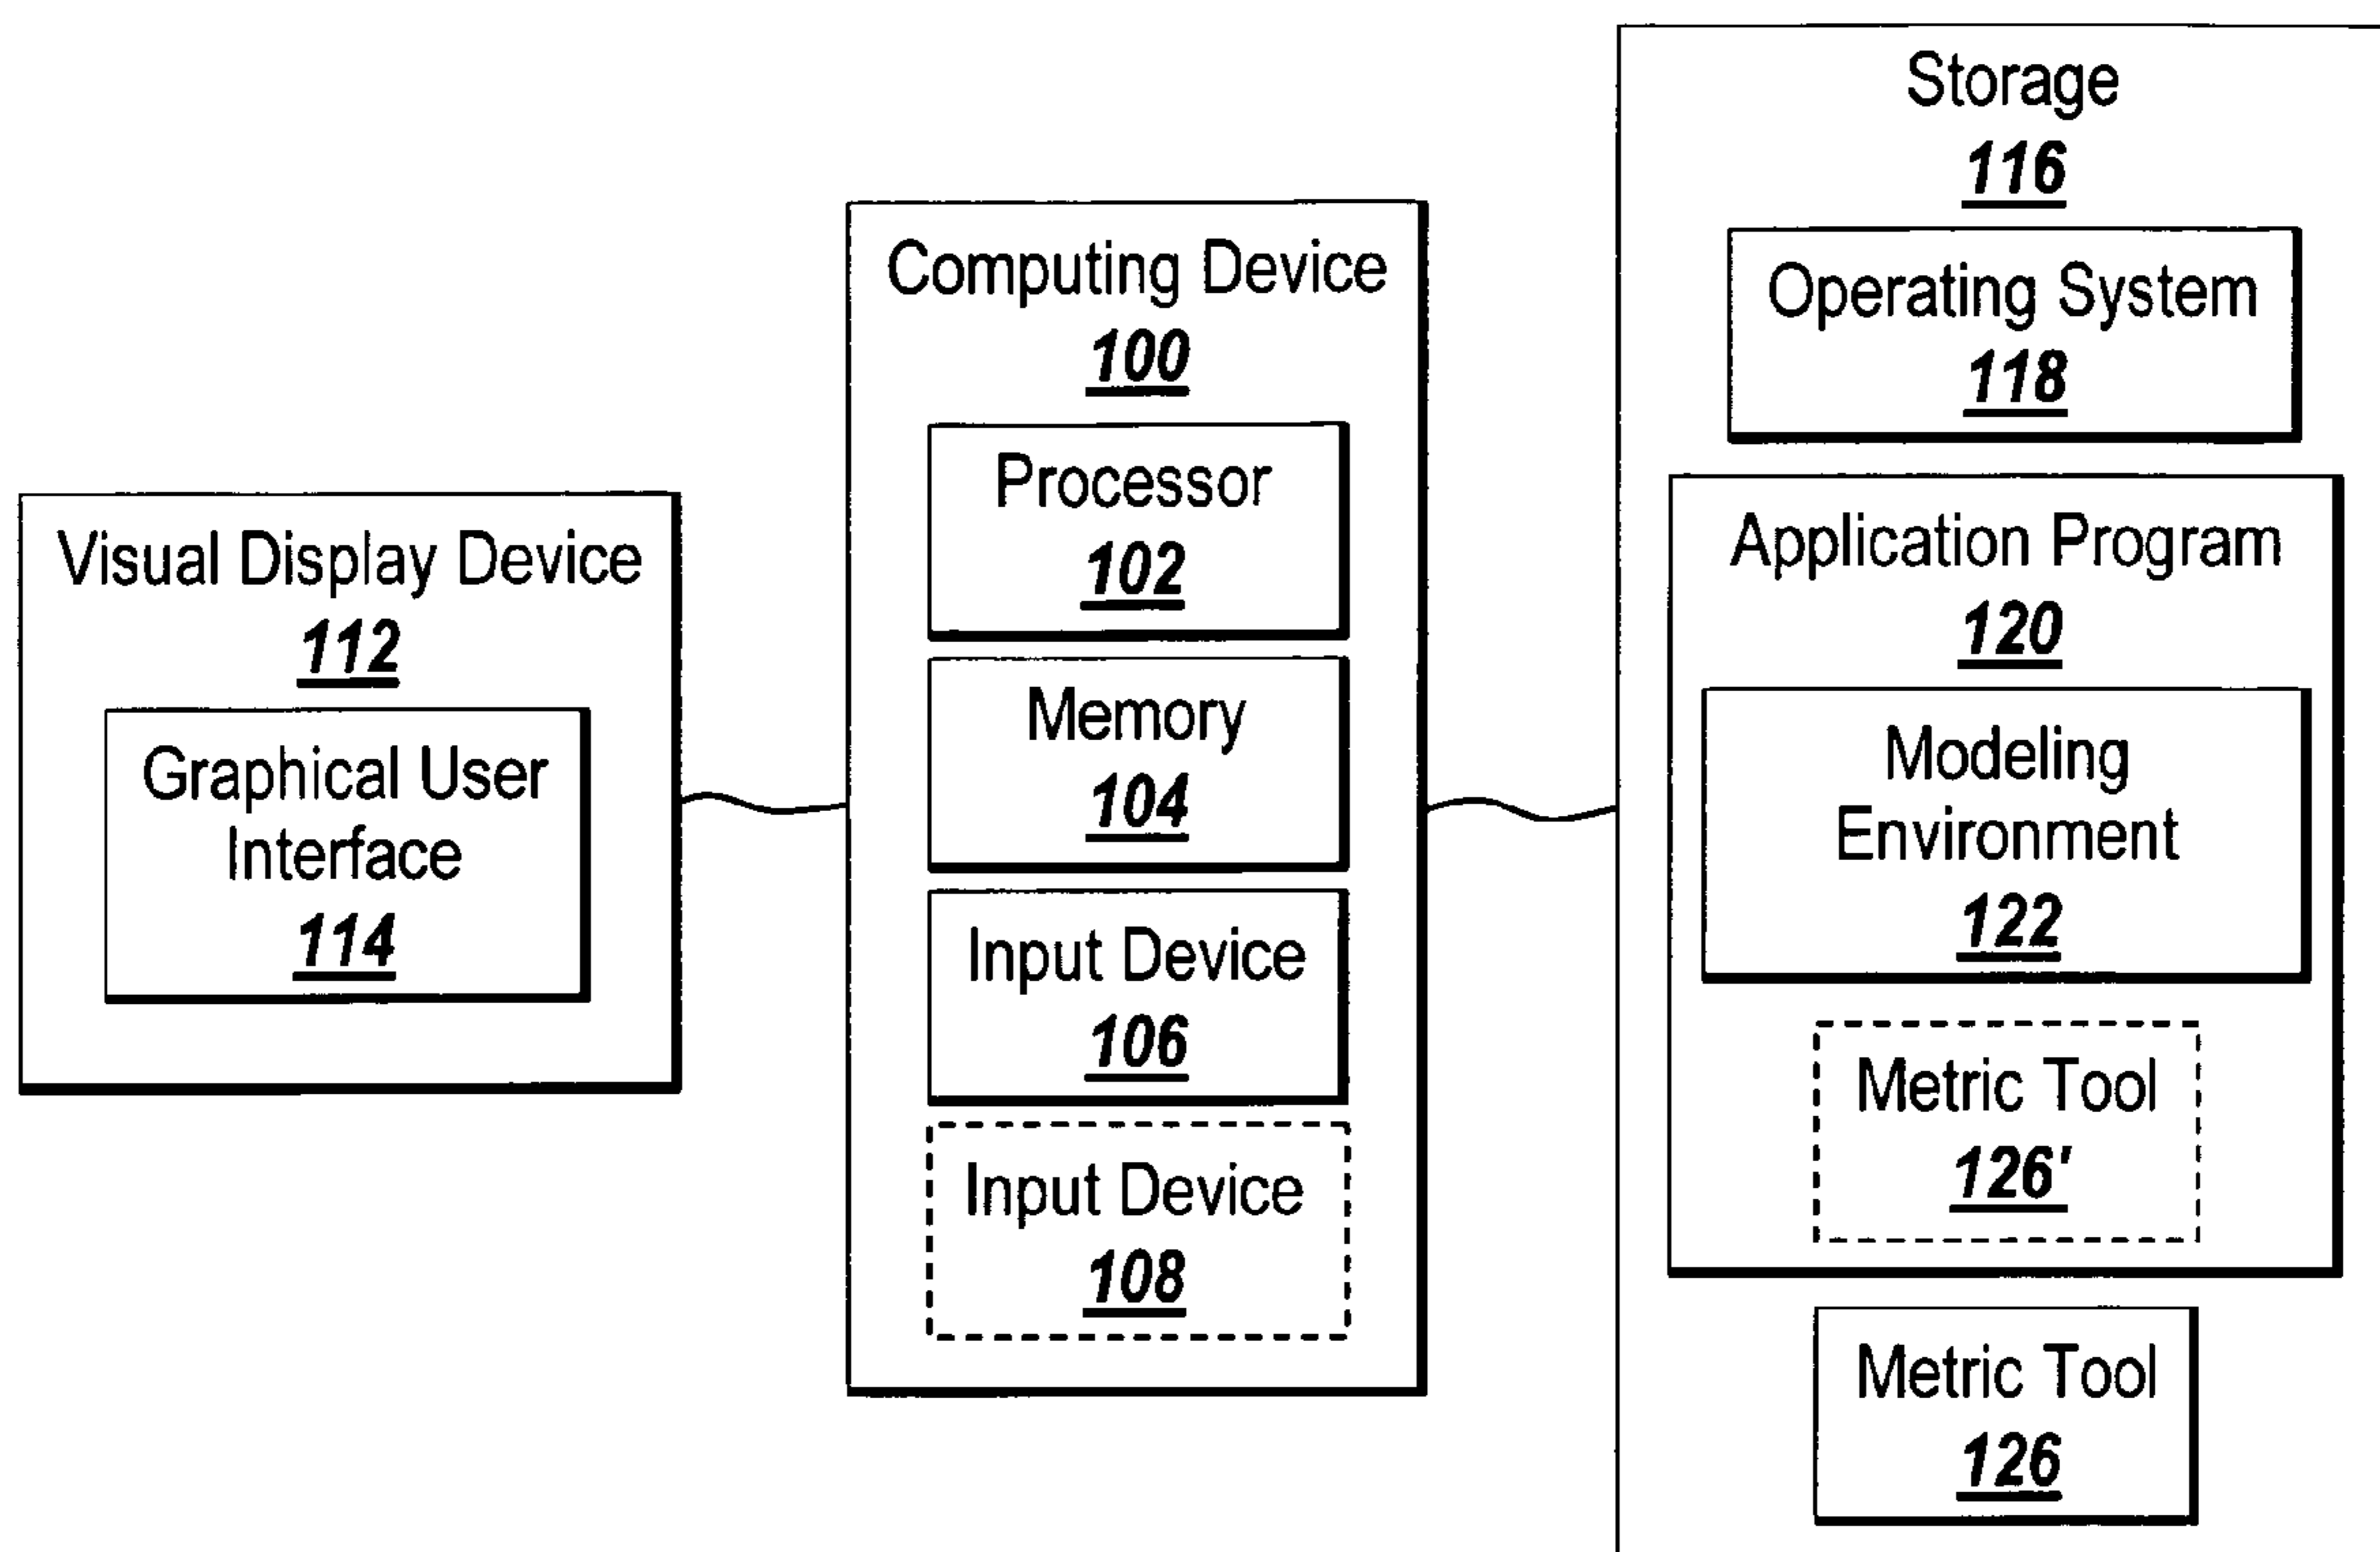 Visual Display Device
112
Graphical User
Interface
114
Computing Device
100
Processor
102
Memory
104
Input Device
106
Input Device
108
Storage
116
Operating System
118
Application Program
120
Modeling
Environment
122
Metric Tool
126'
Metric Tool
126